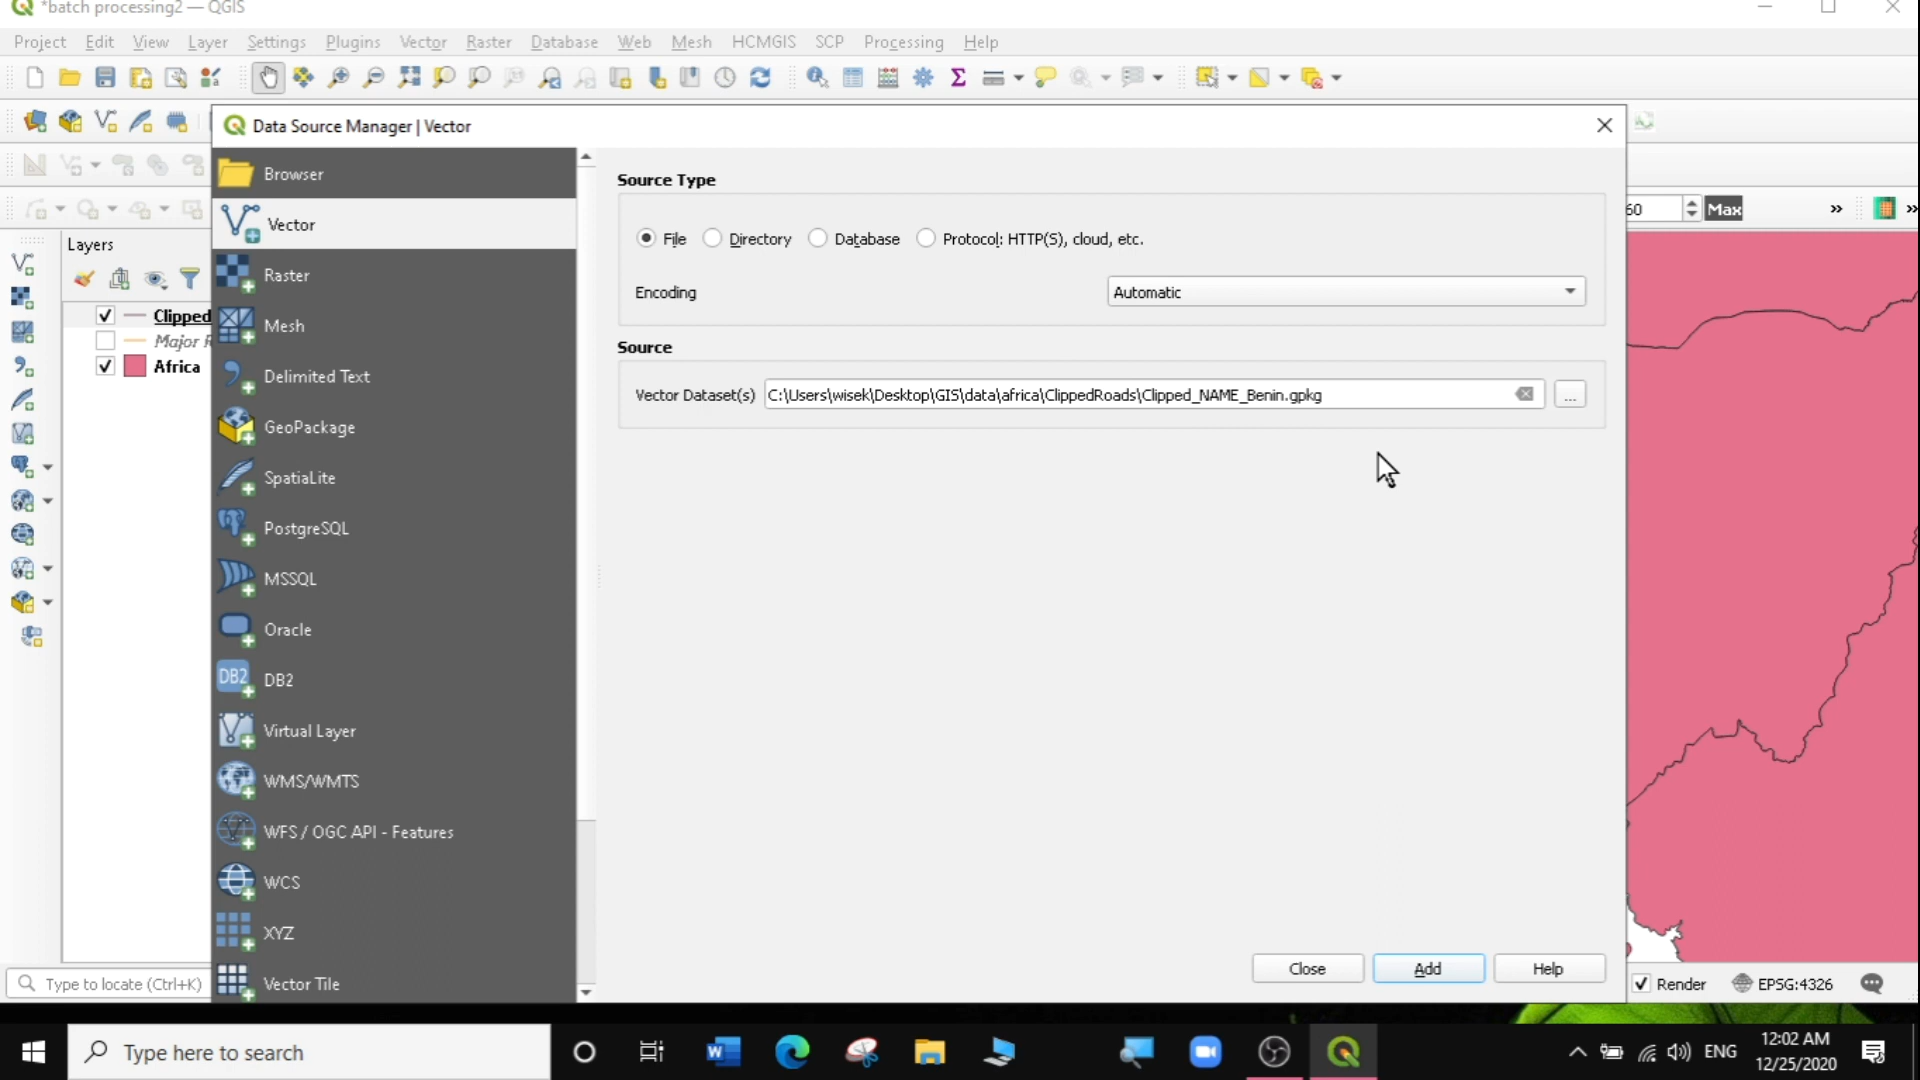 *batch processing2 — QGIS
Project Edit View Layer Settings Plugins Vector Raster Database Web Mesh HCMGIS SCP Processing Help
Data Source Manager | Vector
Browser
Vector
Raster
Mesh
Delimited Text
GeoPackage
SpatiaLite
PostgreSQL
MSSQL
Oracle
DB2
DB2
Virtual Layer
WMS/WMTS
WFS / OGC API - Features
WCS
XYZ
Vector Tile
Source Type
File Directory Database Protocol: HTTP(S), cloud, etc.
Encoding Automatic
Source
Vector Dataset(s) C:\Users\wisek\Desktop\GIS\data\africa\ClippedRoads\Clipped_NAME_Benin.gpkg ...
Close Add Help
60 Max
Layers
Clipped
Major
Africa
Type to locate (Ctrl+K)
Render EPSG:4326
Type here to search
ENG
12:02 AM
12/25/2020